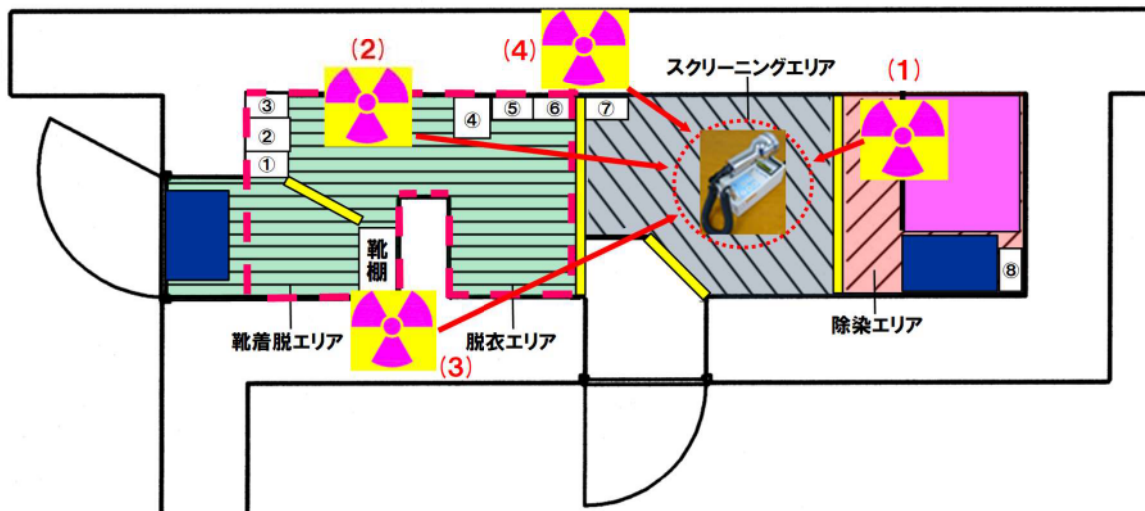 (4)
(2)
スクリーニングエリア
(1)
③
②
①
④
⑤
⑥
⑦
靴棚
⑧
靴着脱エリア
脱衣エリア
除染エリア
(3)